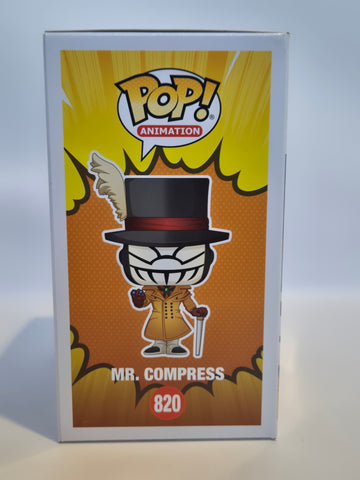 POP!
ANIMATION
MR. COMPRESS
820